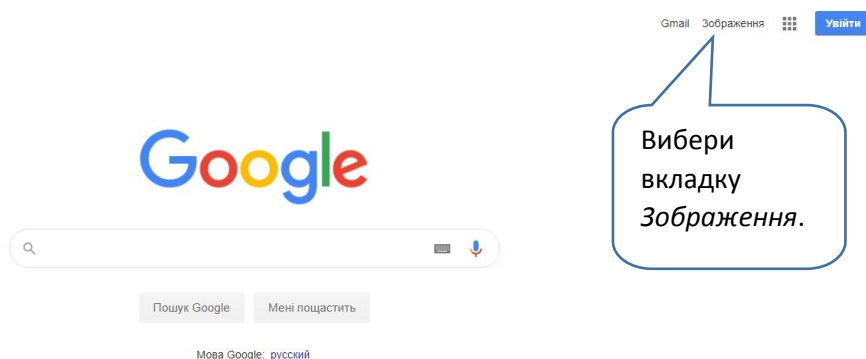 Gmail Зображення Увійти
Вибери
вкладку
Зображення.
Google
Пошук Google Мені пощастить
Мова Google: русский